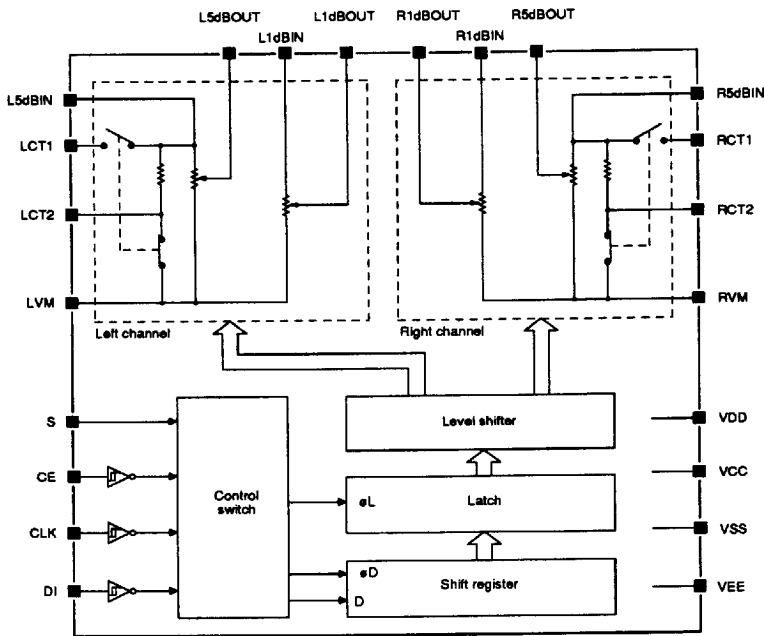 L5dBOUT L1dBOUT R1dBOUT R5dBOUT
L1dBIN R1dBIN
L5dBIN R5dBIN
LCT1 RCT1
LCT2 RCT2
LVM RVM
Left channel Right channel
S Level shifter VDD
CE VCC
Control switch
øL Latch
CLK VSS
øD Shift register
D
DI VEE